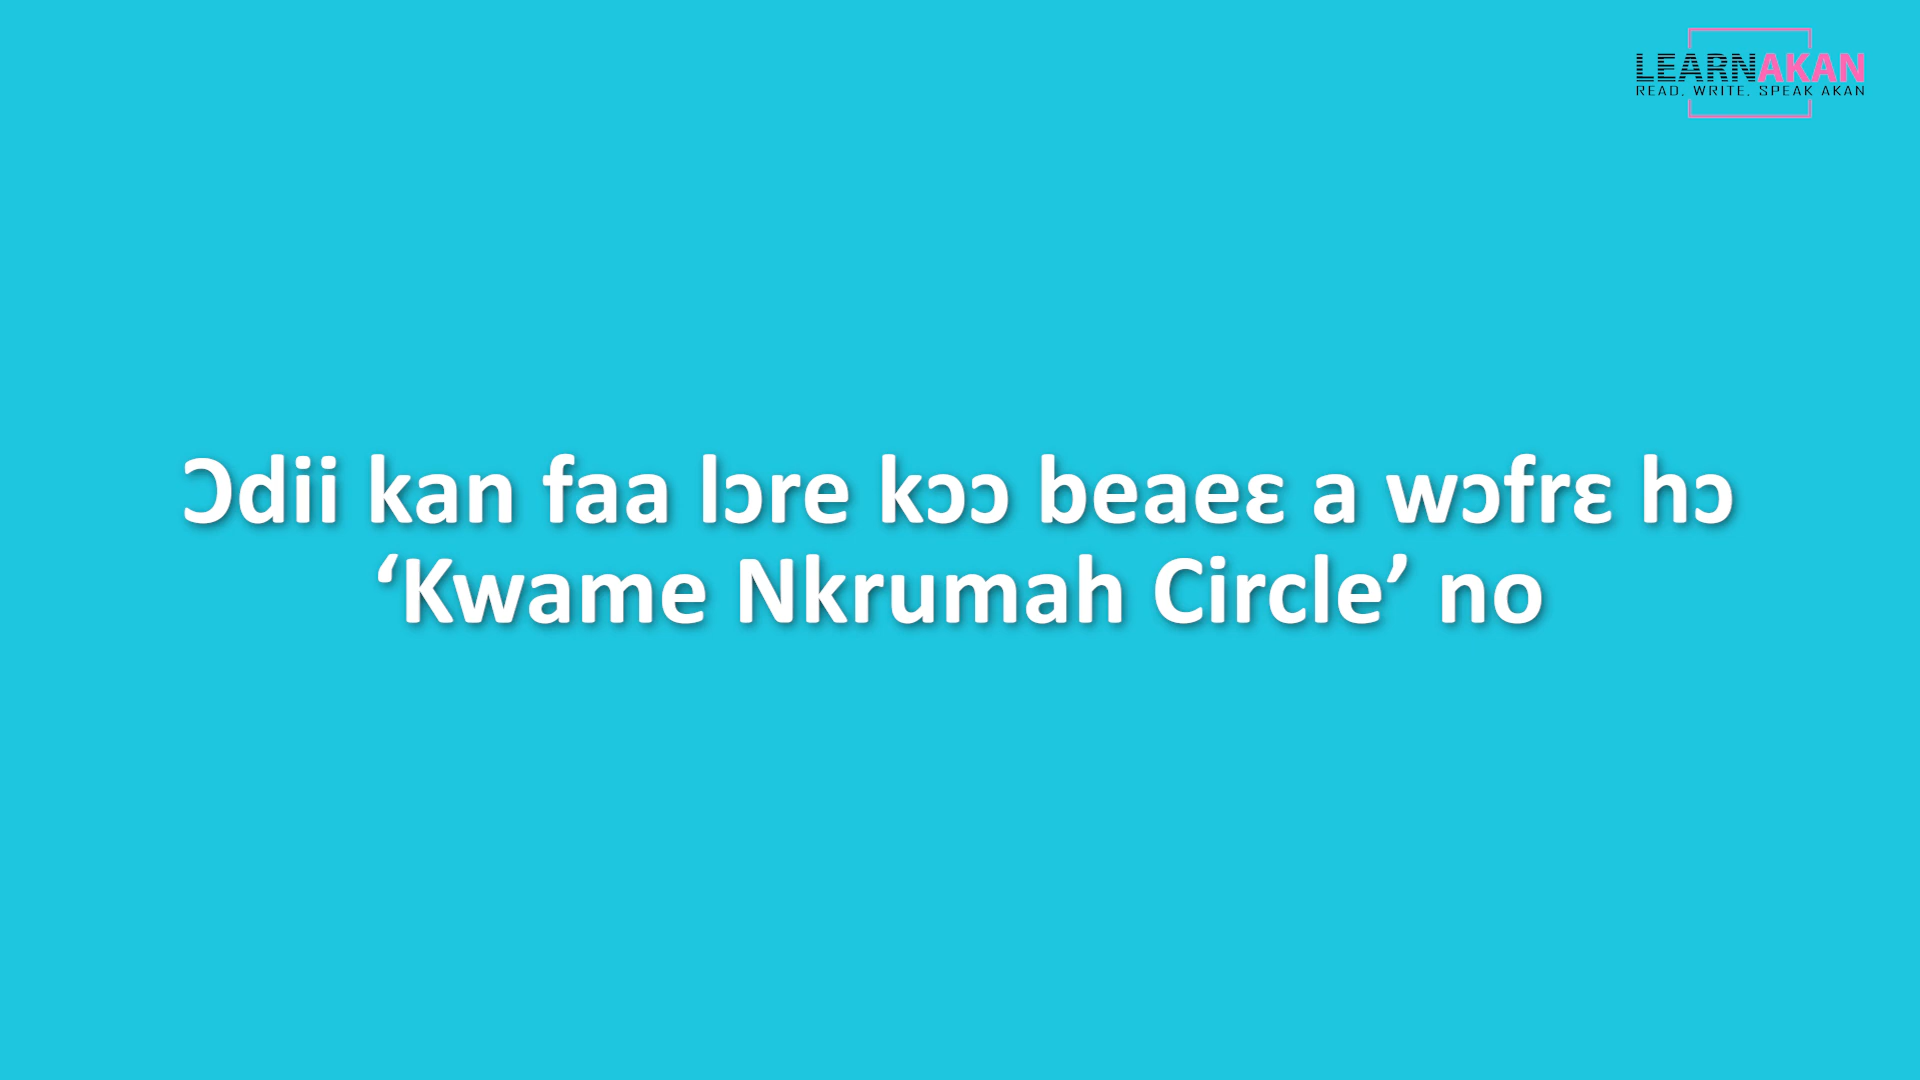 LEARNAKAN
READ. WRITE. SPEAK AKAN
Ɔdii kan faa lɔre kɔɔ beaeɛ a wɔfrɛ hɔ
‘Kwame Nkrumah Circle’ no